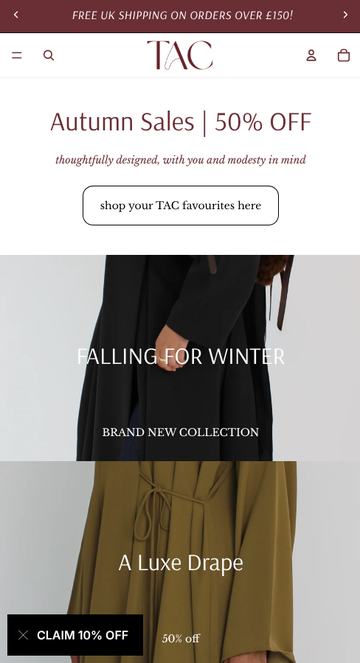 FREE UK SHIPPING ON ORDERS OVER £150!
TAC
Autumn Sales | 50% OFF
thoughtfully designed, with you and modesty in mind
shop your TAC favourites here
FALLING FOR WINTER
BRAND NEW COLLECTION
A Luxe Drape
50% off
CLAIM 10% OFF